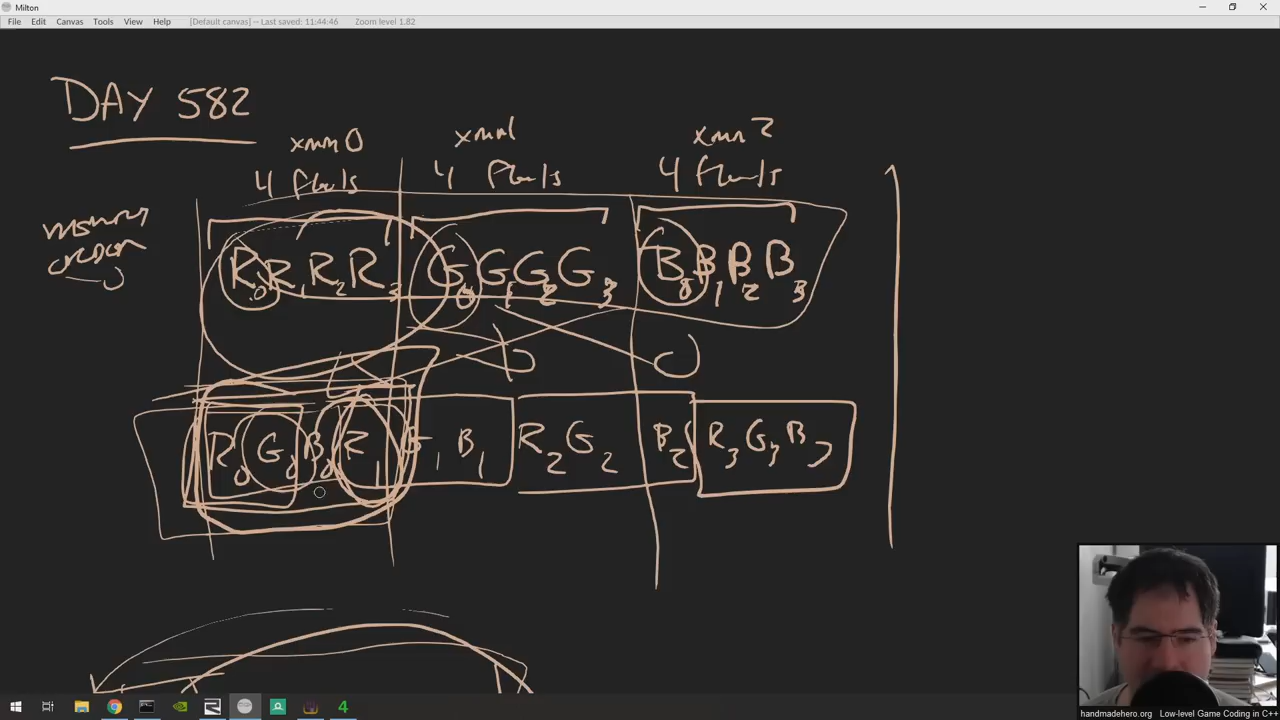 Milton
File Edit Canvas Tools View Help [Default canvas] -- Last saved: 11:44:46 Zoom level 1.82
DAY 582
xmm0 xmm1 xmm2
4 floats 4 floats 4 floats
memory
order
R0 R1 R2 R3 G0 G1 G2 G3 B0 B1 B2 B3
R0 G0 B0 R1 G1 B1 R2 G2 B2 R3 G3 B3
4
handmadehero.org Low-level Game Coding in C++